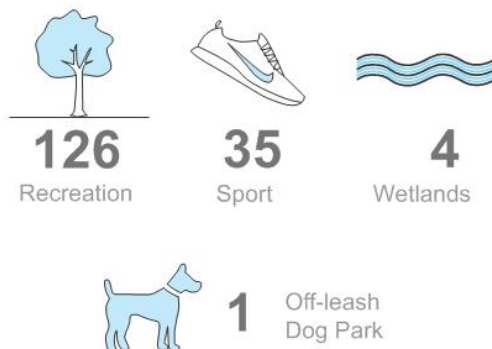 126
Recreation
35
Sport
4
Wetlands
1
Off-leash
Dog Park